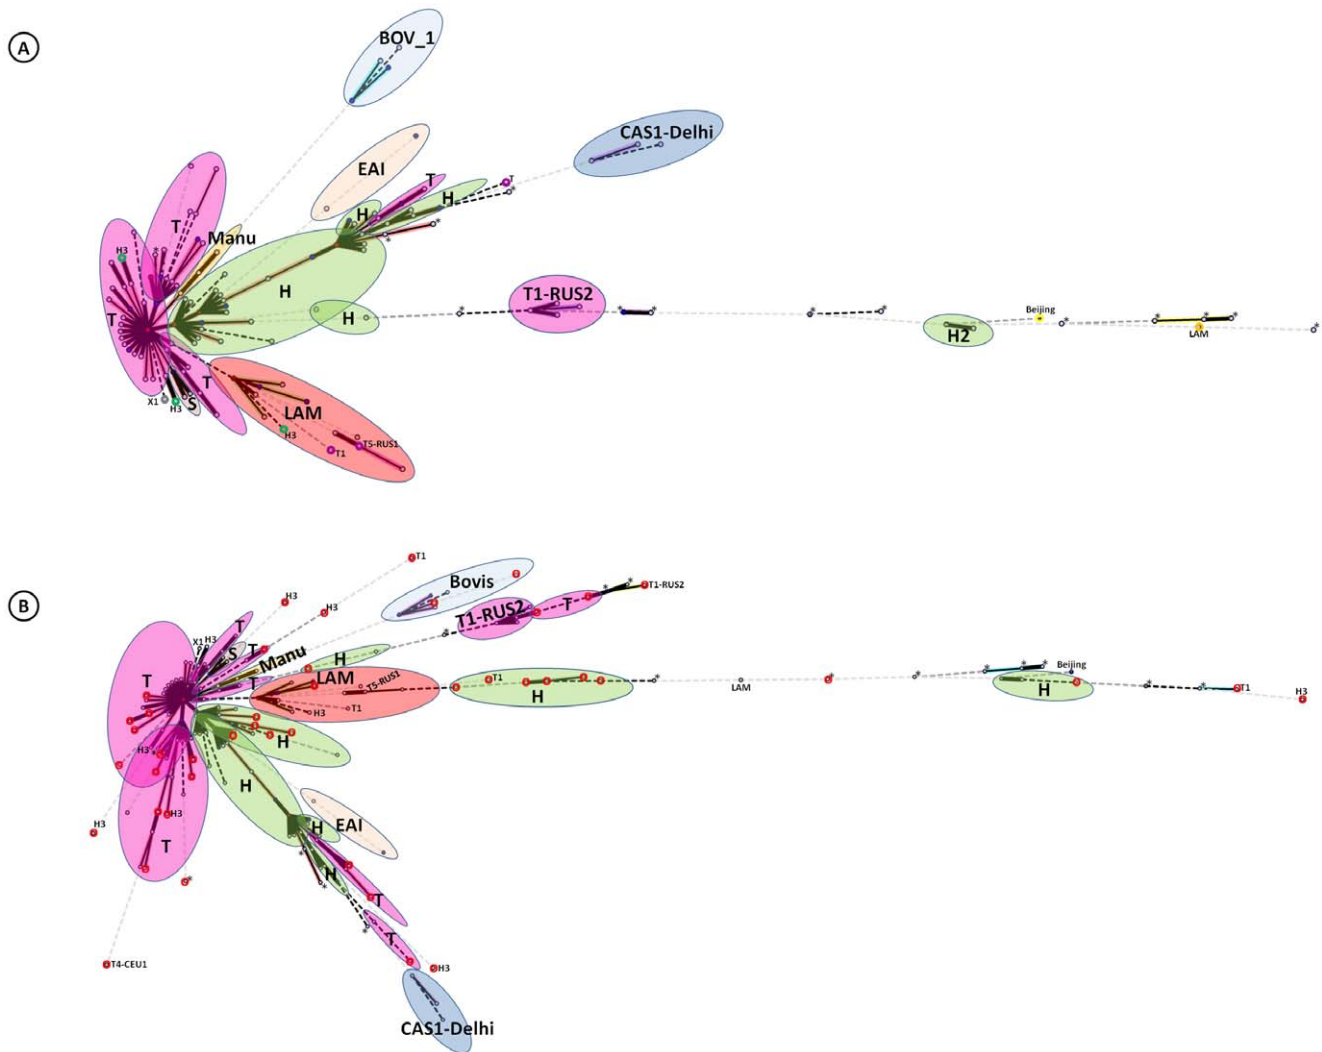 A
BOV_1
CAS1-Delhi
EAI
T
T
H
H
T
Manu
H3
H
T
T1-RUS2
H
Beijing
H2
LAM
T
X1
H3
S
LAM
H3
T5-RUS1
T1
B
T1
Bovis
H3
H3
T1-RUS2
T
T1-RUS2
T
X1
H3
S
T
Manu
H
T
LAM
T5-RUS1
T
T1
H
LAM
Beijing
H
T1
H3
H3
T1
H
H3
H
H3
H3
T
EAI
H
H
T
T
T4-CEU1
H3
CAS1-Delhi